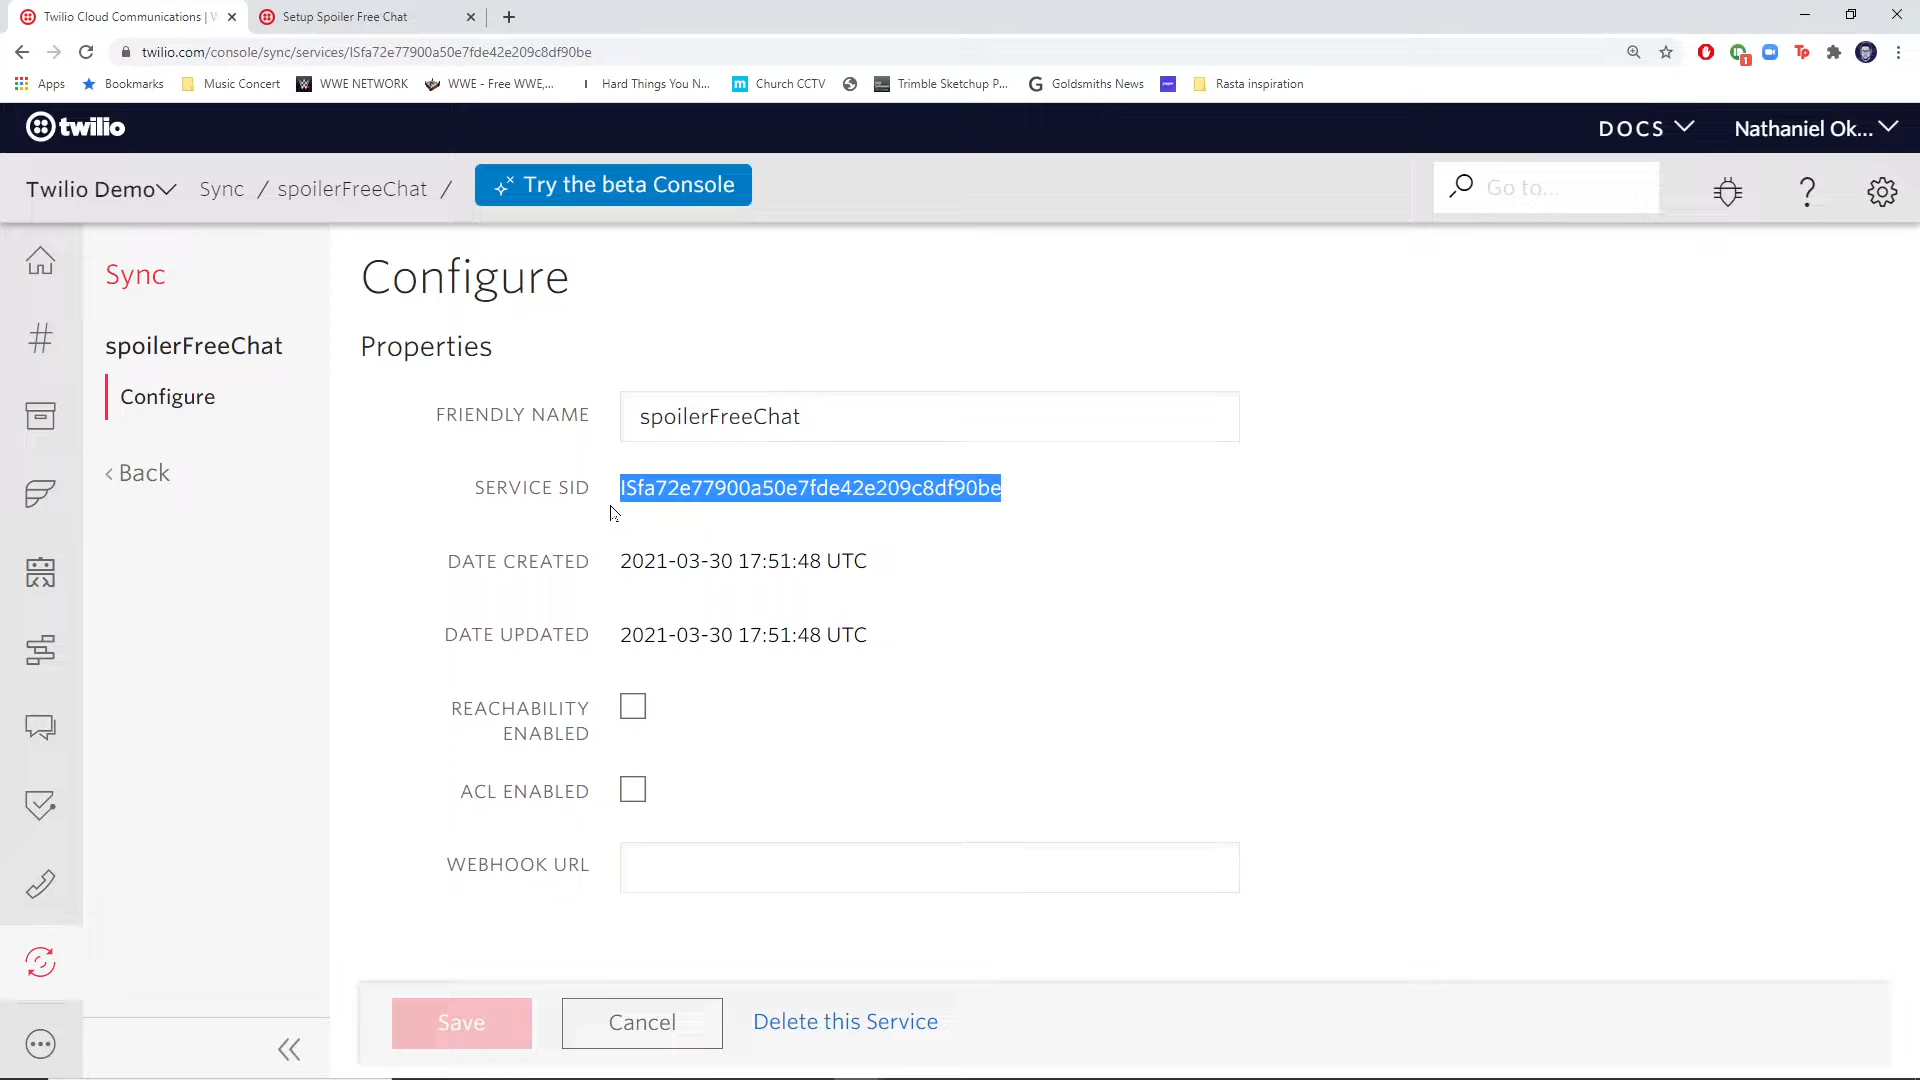 Twilio Cloud Communications | W
Setup Spoiler Free Chat
twilio.com/console/sync/services/ISfa72e77900a50e7fde42e209c8df90be
Apps
Bookmarks
Music Concert
WWE NETWORK
WWE - Free WWE,...
Hard Things You N...
Church CCTV
Trimble Sketchup P...
Goldsmiths News
Rasta inspiration
twilio
DOCS
Nathaniel Ok...
Twilio Demo
Sync / spoilerFreeChat /
Try the beta Console
Go to...
Sync
spoilerFreeChat
Configure
‹ Back
Configure
Properties
FRIENDLY NAME
spoilerFreeChat
SERVICE SID
ISfa72e77900a50e7fde42e209c8df90be
DATE CREATED
2021-03-30 17:51:48 UTC
DATE UPDATED
2021-03-30 17:51:48 UTC
REACHABILITY
ENABLED
ACL ENABLED
WEBHOOK URL
Save
Cancel
Delete this Service